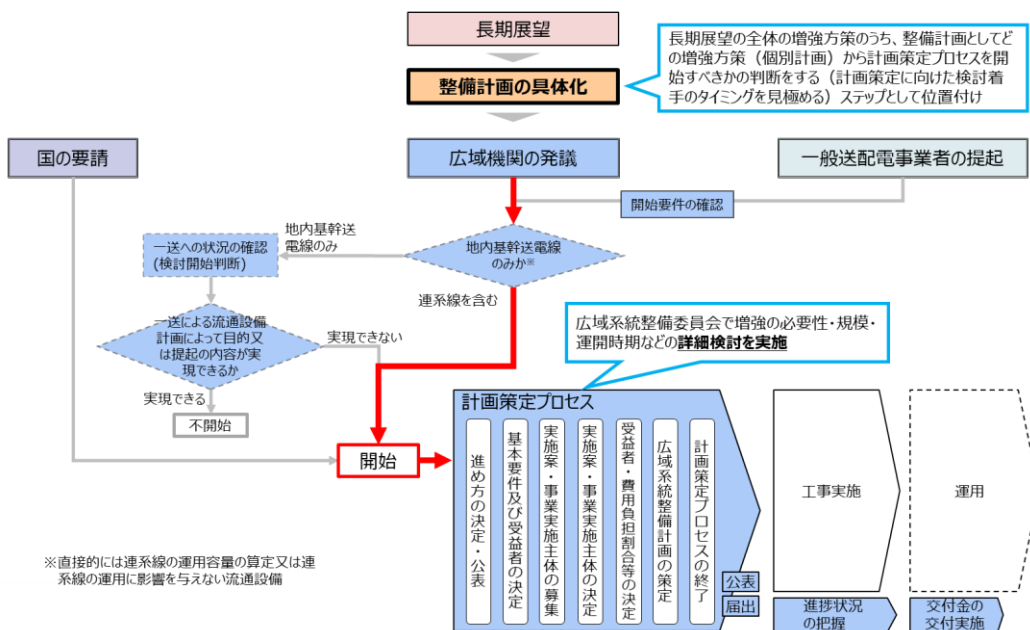 長期展望
整備計画の具体化
長期展望の全体の増強方策のうち、整備計画としてど
の増強方策（個別計画）から計画策定プロセスを開
始すべきかの判断をする（計画策定に向けた検討着
手のタイミングを見極める）ステップとして位置付け
国の要請
広域機関の発議
一般送配電事業者の提起
開始要件の確認
地内基幹送
電線のみ
一送への状況の確認
(検討開始判断)
地内基幹送電線
のみか※
連系線を含む
一送による流通設備
計画によって目的又
は提起の内容が実
現できるか
実現できない
実現できる
不開始
広域系統整備委員会で増強の必要性・規模・
運開時期などの詳細検討を実施
開始
計画策定プロセス
進め方の決定・公表
基本要件及び受益者の決定
実施案・事業実施主体の募集
実施案・事業実施主体の決定
受益者・費用負担割合等の決定
広域系統整備計画の策定
計画策定プロセスの終了
公表
届出
工事実施
運用
進捗状況
の把握
交付金の
交付実施
※直接的には連系線の運用容量の算定又は連
系線の運用に影響を与えない流通設備